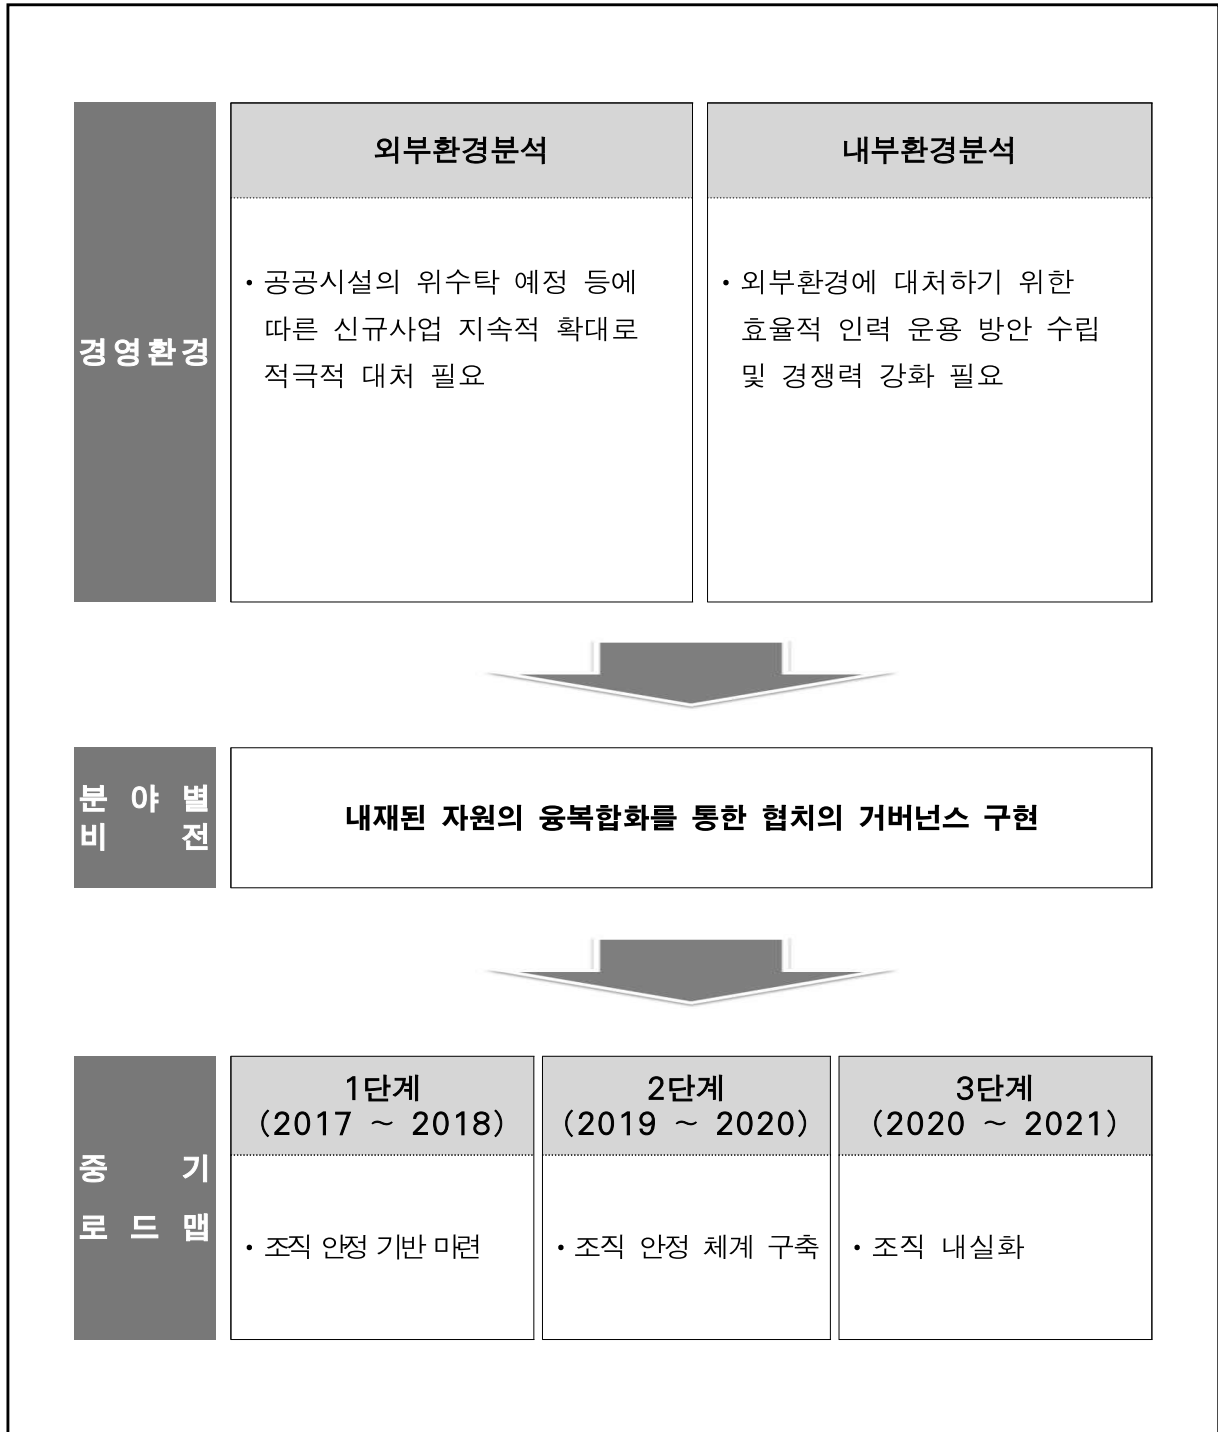 경영환경
외부환경분석
• 공공시설의 위수탁 예정 등에
따른 신규사업 지속적 확대로
적극적 대처 필요
내부환경분석
• 외부환경에 대처하기 위한
효율적 인력 운용 방안 수립
및 경쟁력 강화 필요
분 야 별
비 전
내재된 자원의 융복합화를 통한 협치의 거버넌스 구현
중 기
로 드 맵
1단계
(2017 ~ 2018)
• 조직 안정 기반 마련
2단계
(2019 ~ 2020)
• 조직 안정 체계 구축
3단계
(2020 ~ 2021)
• 조직 내실화